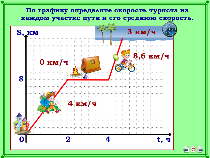 По графику определите скорость туриста на
каждом участке пути и его среднюю скорость.
S, км
3 км/ч
0 км/ч
8,6 км/ч
8
4 км/ч
0
2
4
t, ч